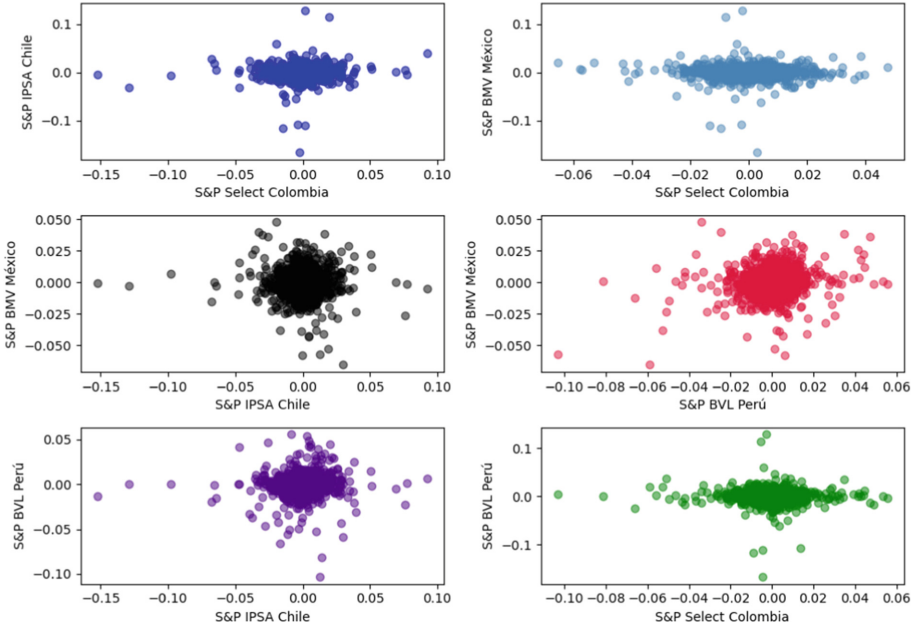 0.1
0.0
−0.1
S&P IPSA Chile
−0.15 −0.10 −0.05 0.00 0.05 0.10
S&P Select Colombia
0.1
0.0
−0.1
S&P BMV México
−0.06 −0.04 −0.02 0.00 0.02 0.04
S&P Select Colombia
0.050
0.025
0.000
−0.025
−0.050
S&P BMV México
−0.15 −0.10 −0.05 0.00 0.05 0.10
S&P IPSA Chile
0.050
0.025
0.000
−0.025
−0.050
S&P BMV México
−0.10 −0.08 −0.06 −0.04 −0.02 0.00 0.02 0.04 0.06
S&P BVL Perú
0.05
0.00
−0.05
−0.10
S&P BVL Perú
−0.15 −0.10 −0.05 0.00 0.05 0.10
S&P IPSA Chile
0.1
0.0
−0.1
S&P BVL Perú
−0.10 −0.08 −0.06 −0.04 −0.02 0.00 0.02 0.04 0.06
S&P Select Colombia